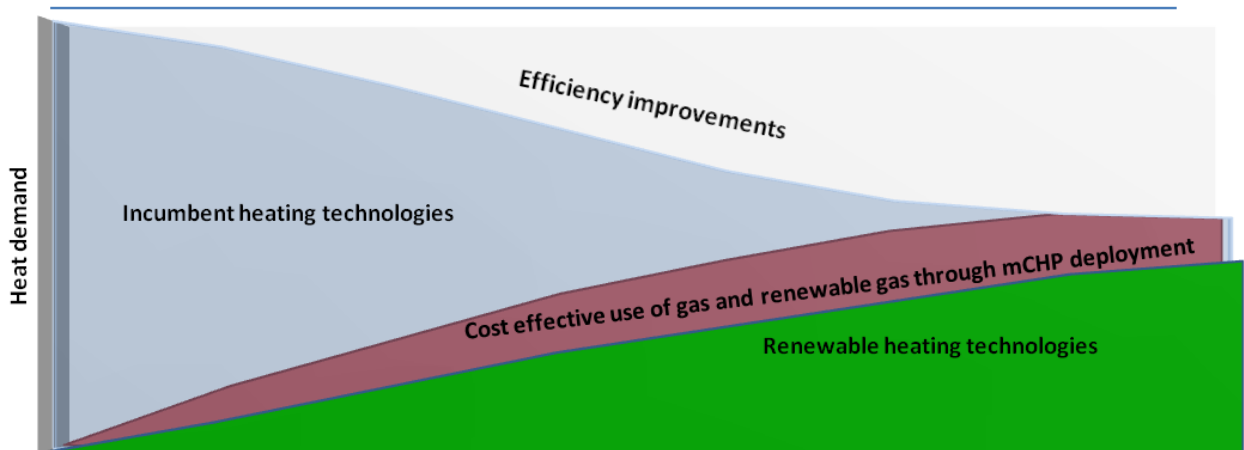 Efficiency improvements
Incumbent heating technologies
Heat demand
Cost effective use of gas and renewable gas through mCHP deployment
Renewable heating technologies